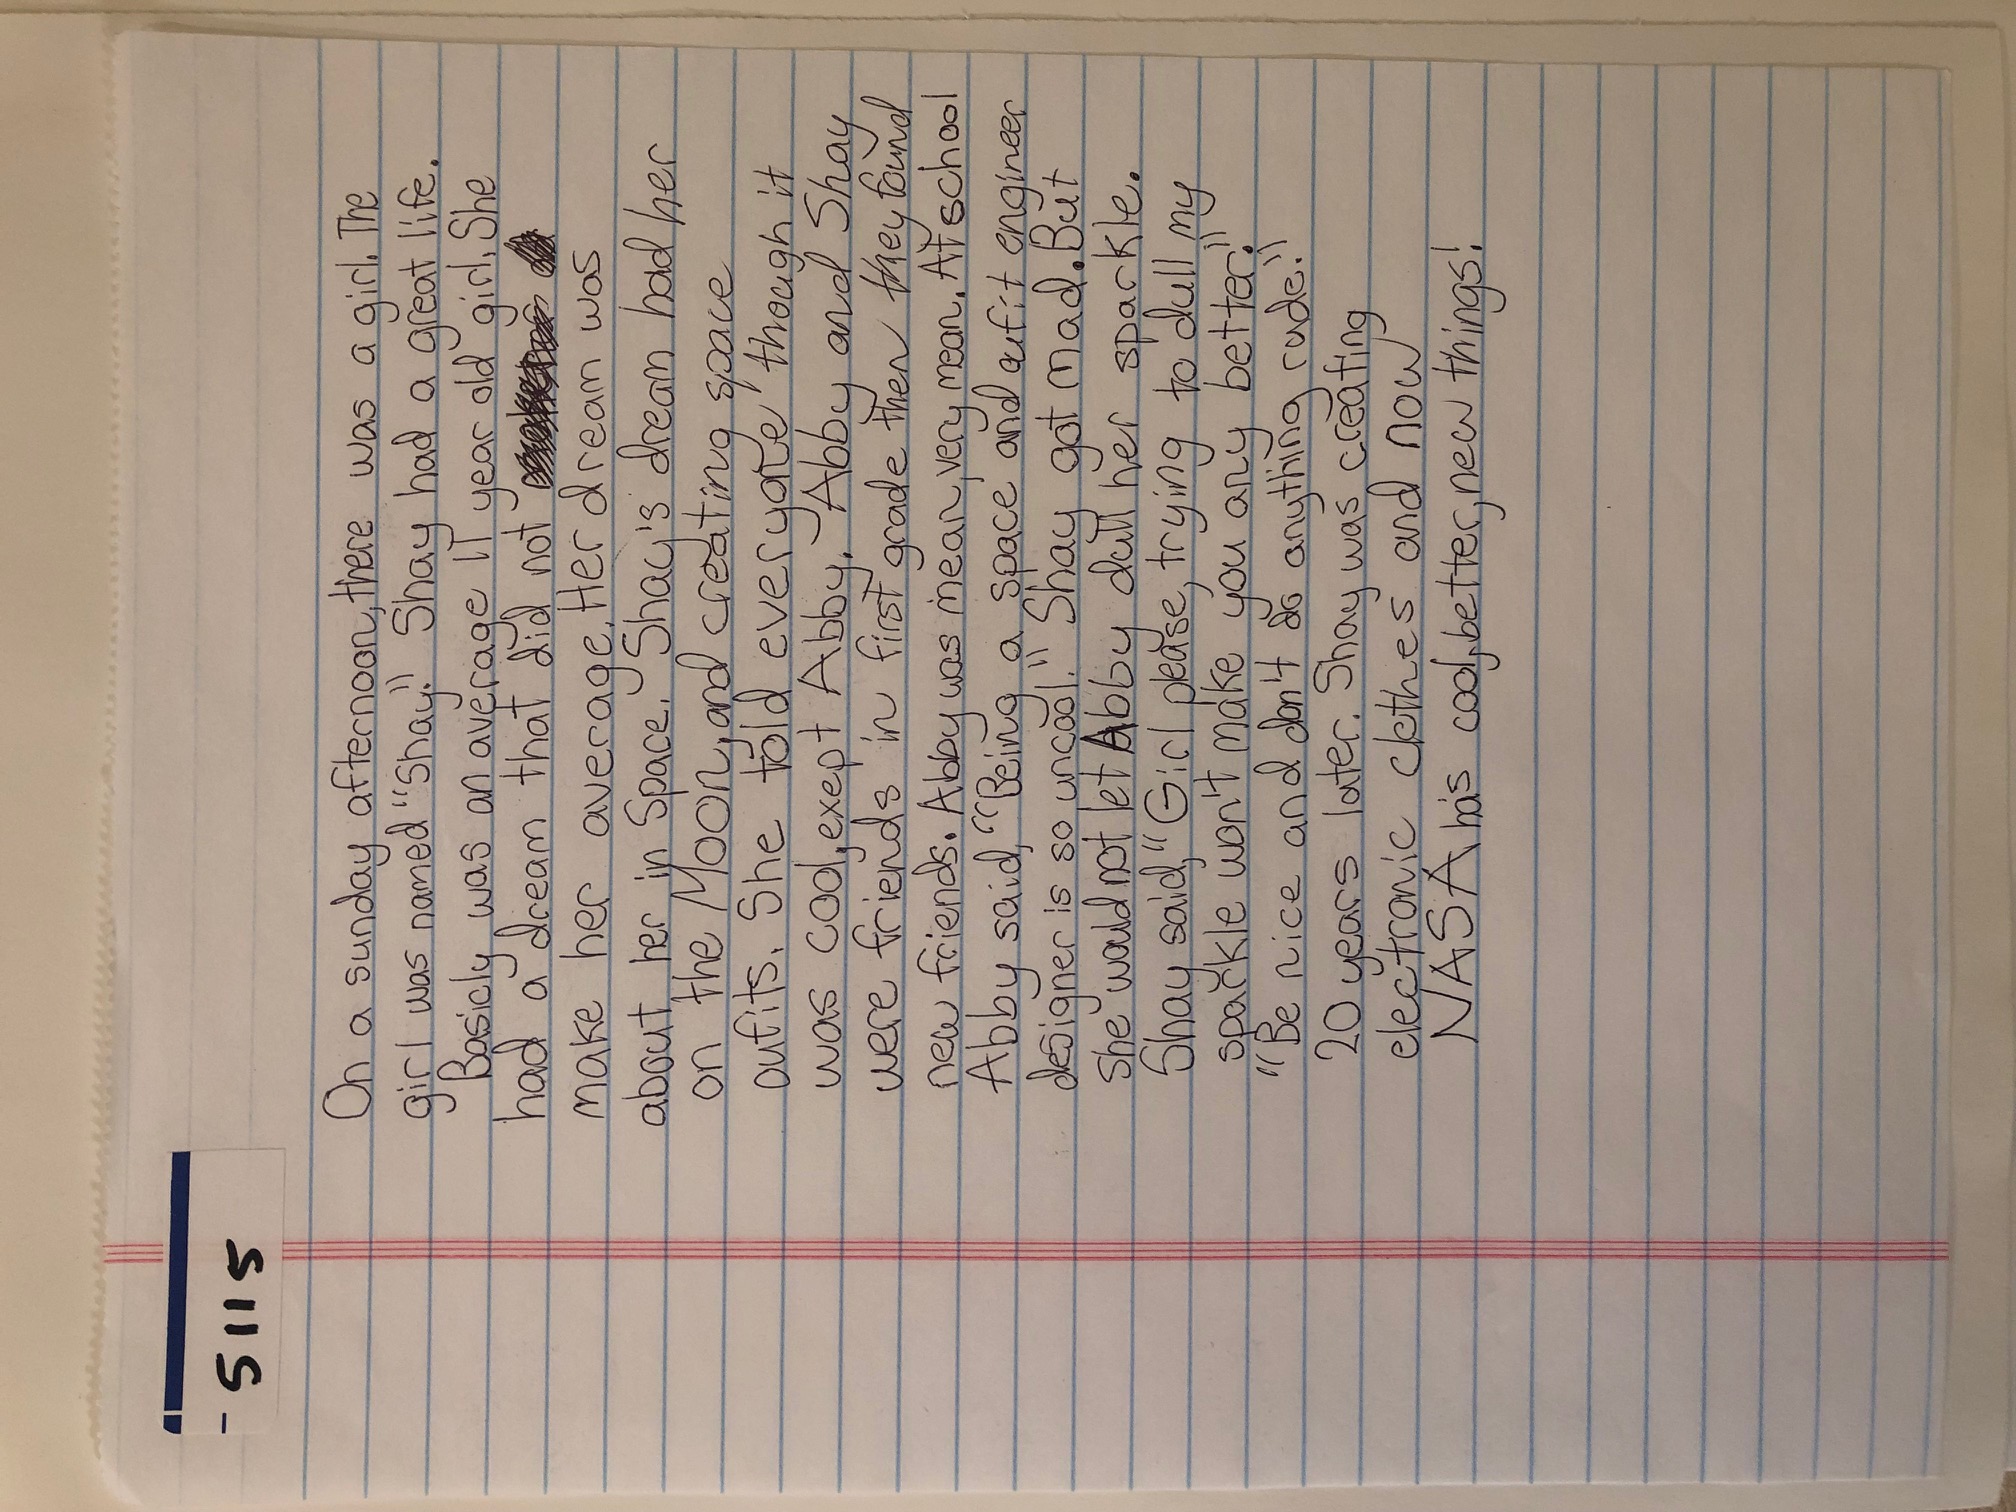 5115
On a sunday afternoon, there was a girl. The
girl was named "Shay." Shay had a great life.
Basicly was an average 11 year old girl. She
had a dream that did not
make her average. Her dream was
about her in Space. Shay's dream had her
on the Moon, and creating space
outfits. She told everyone though it
was cool, exept Abby. Abby and Shay
were friends in first grade then they found
new friends. Abby was mean, very mean. At school
Abby said, "Being a space and outfit engineer
designer is so uncool." Shay got mad. But
she would not let Abby dull her sparkle.
Shay said, "Girl please, trying to dull my
sparkle won't make you any better."
"Be nice and don't do anything rude."
20 years later. Shay was creating
electronic clothes and now
NASA has cool, better, new things!